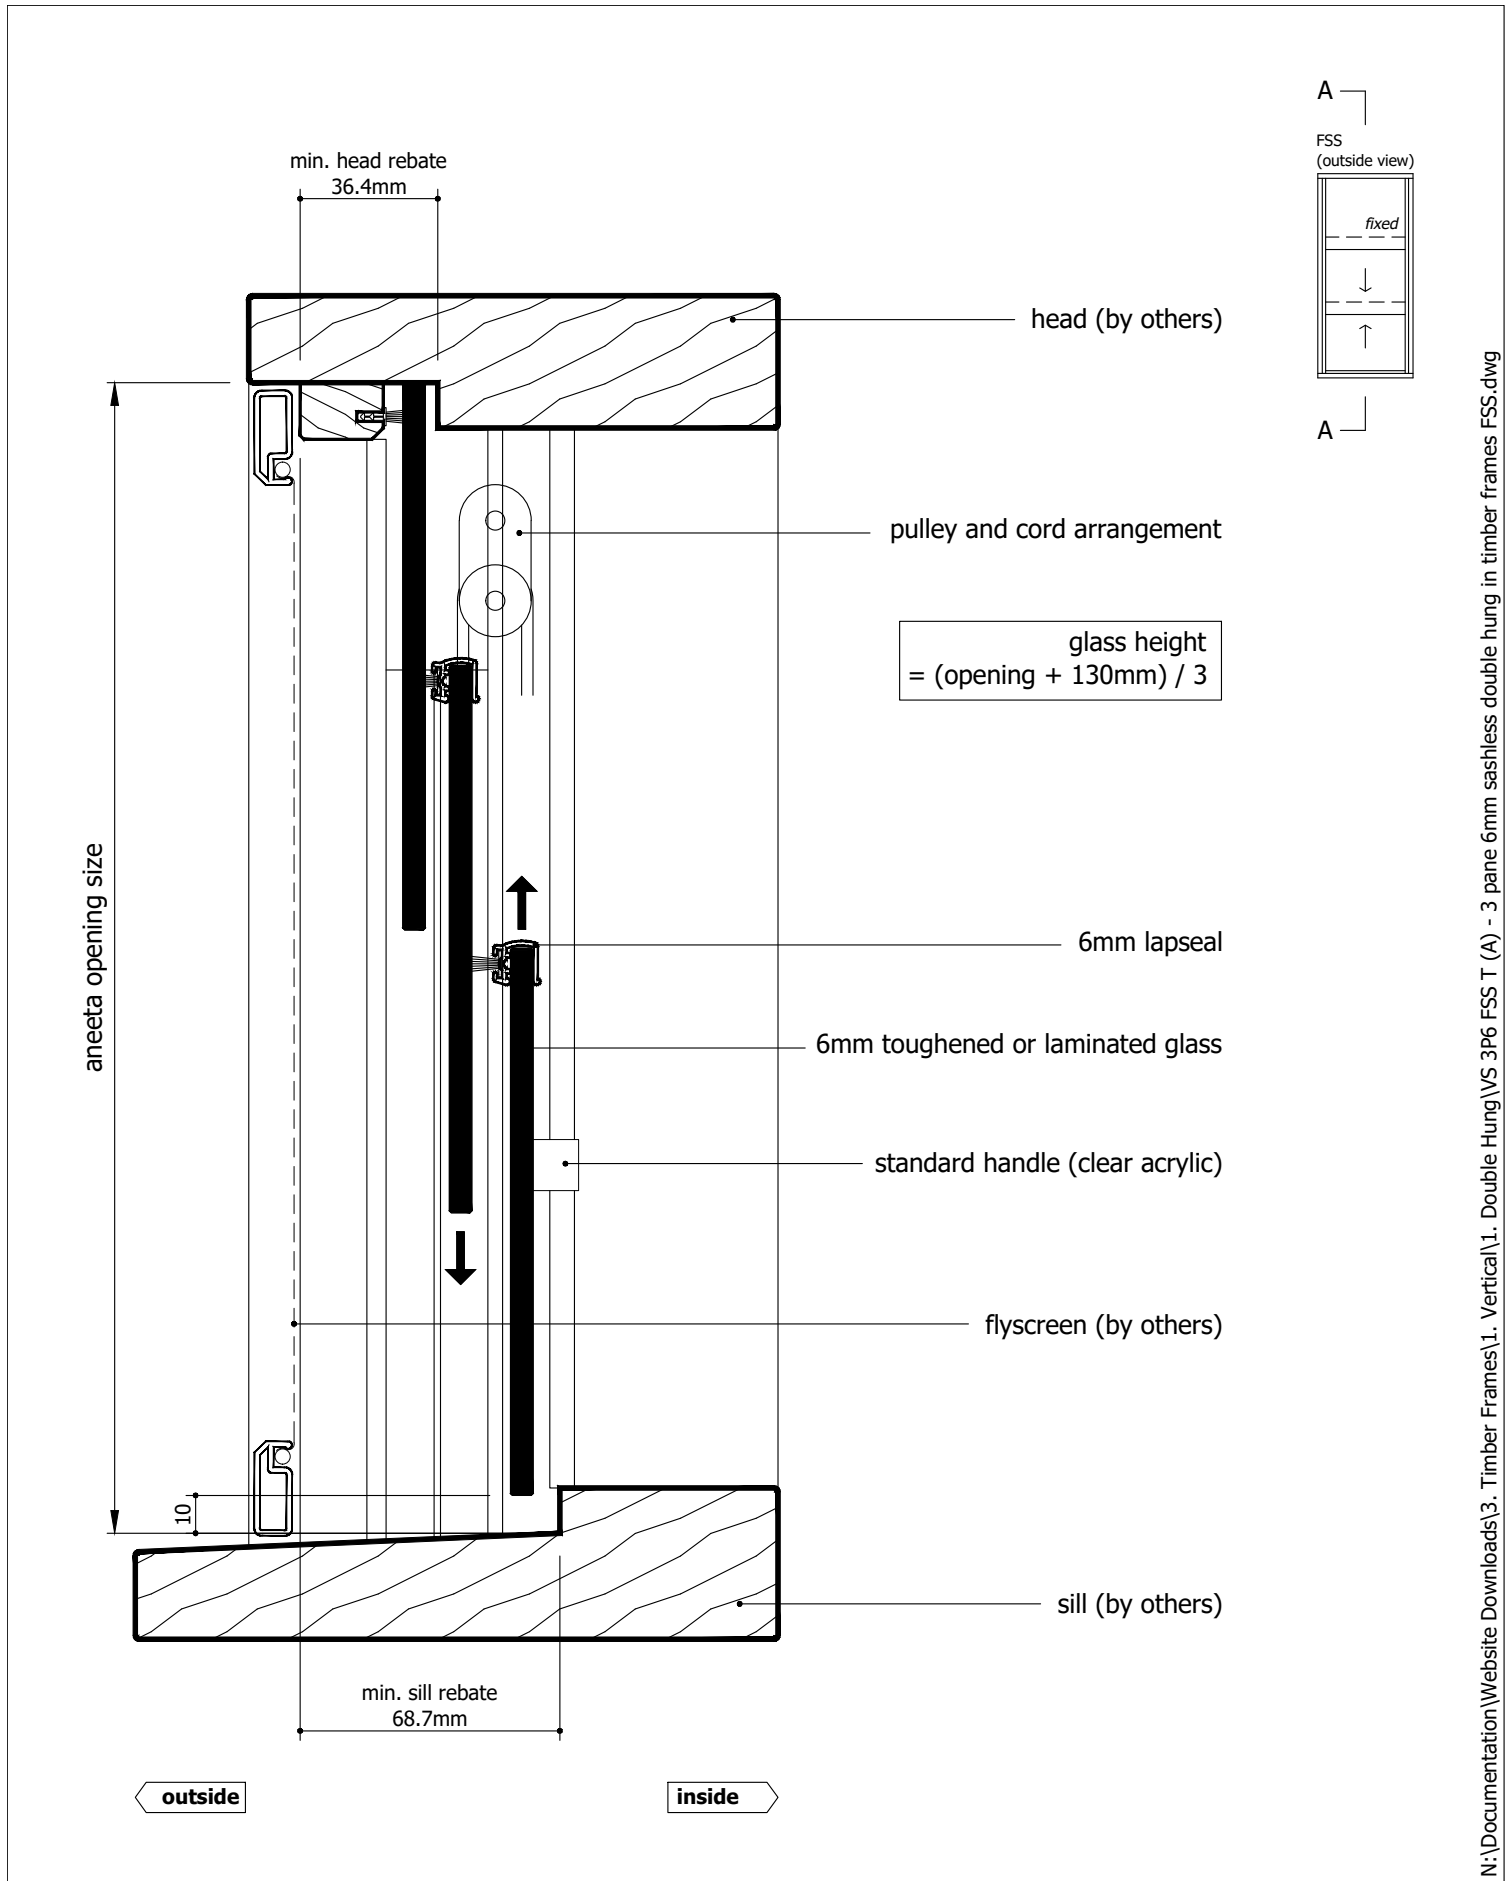 A
FSS
(outside view)
fixed
A
min. head rebate
36.4mm
head (by others)
pulley and cord arrangement
glass height
= (opening + 130mm) / 3
aneeta opening size
6mm lapseal
6mm toughened or laminated glass
standard handle (clear acrylic)
flyscreen (by others)
10
sill (by others)
min. sill rebate
68.7mm
outside
inside
N:\Documentation\Website Downloads\3. Timber Frames\1. Vertical\1. Double Hung\VS 3P6 FSS T (A) - 3 pane 6mm sashless double hung in timber frames FSS.dwg